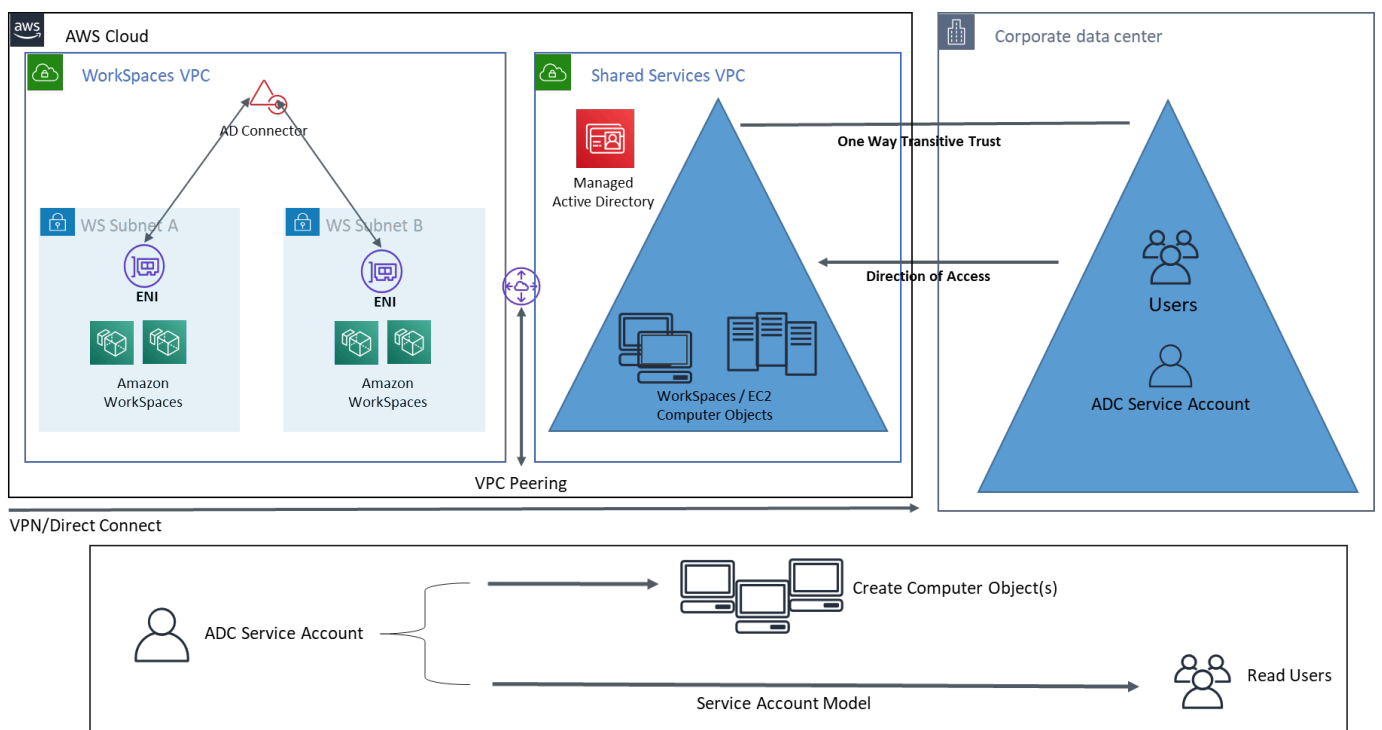 aws
AWS Cloud
WorkSpaces VPC
AD Connector
WS Subnet A
ENI
Amazon
WorkSpaces
WS Subnet B
ENI
Amazon
WorkSpaces
VPC Peering
Shared Services VPC
Managed
Active Directory
WorkSpaces / EC2
Computer Objects
One Way Transitive Trust
Direction of Access
Corporate data center
Users
ADC Service Account
VPN/Direct Connect
ADC Service Account
Create Computer Object(s)
Service Account Model
Read Users